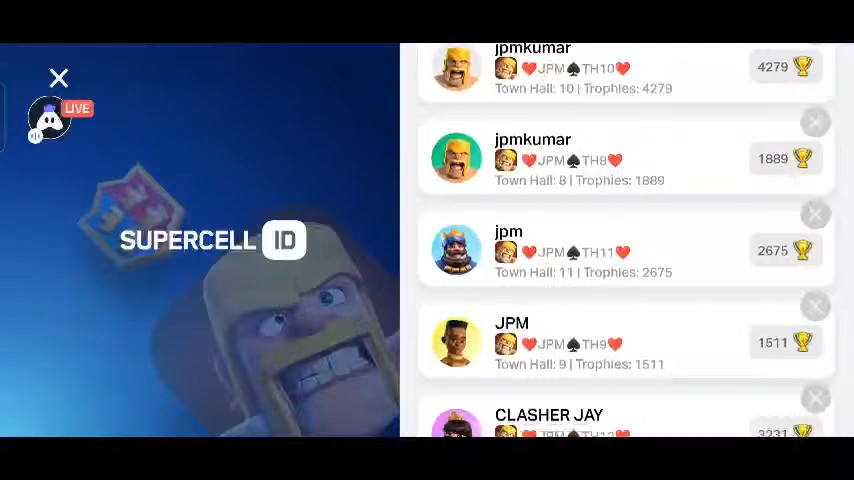 LIVE
SUPERCELL ID
jpmkumar
❤️JPM♠️TH10❤️
Town Hall: 10 | Trophies: 4279
4279
jpmkumar
❤️JPM♠️TH8❤️
Town Hall: 8 | Trophies: 1889
1889
jpm
❤️JPM♠️TH11❤️
Town Hall: 11 | Trophies: 2675
2675
JPM
❤️JPM♠️TH9❤️
Town Hall: 9 | Trophies: 1511
1511
CLASHER JAY
❤️JPM♠️TH12❤️
3231